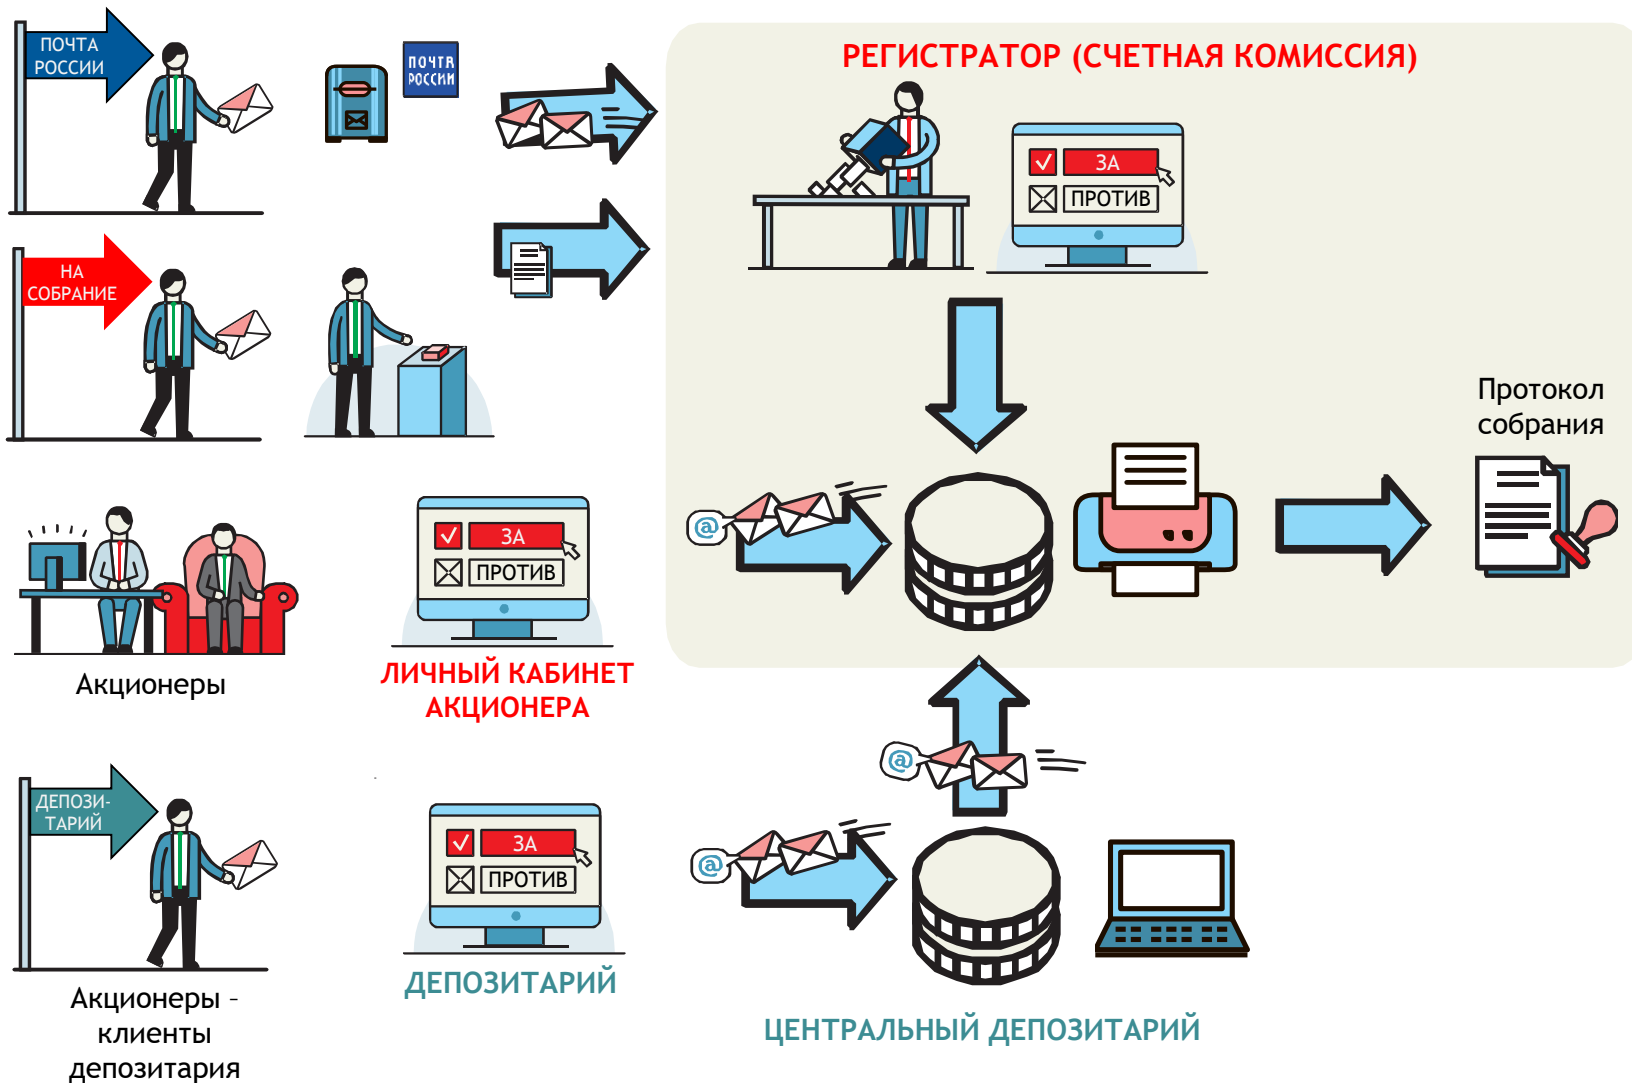 ПОЧТА
РОССИИ
ПОЧТА
РОССИИ
РЕГИСТРАТОР (СЧЕТНАЯ КОМИССИЯ)
ЗА
ПРОТИВ
НА
СОБРАНИЕ
Протокол
собрания
@
ЗА
ПРОТИВ
Акционеры
ЛИЧНЫЙ КАБИНЕТ
АКЦИОНЕРА
@
ДЕПОЗИ-
ТАРИЙ
ЗА
ПРОТИВ
@
ДЕПОЗИТАРИЙ
Акционеры –
клиенты
депозитария
ЦЕНТРАЛЬНЫЙ ДЕПОЗИТАРИЙ